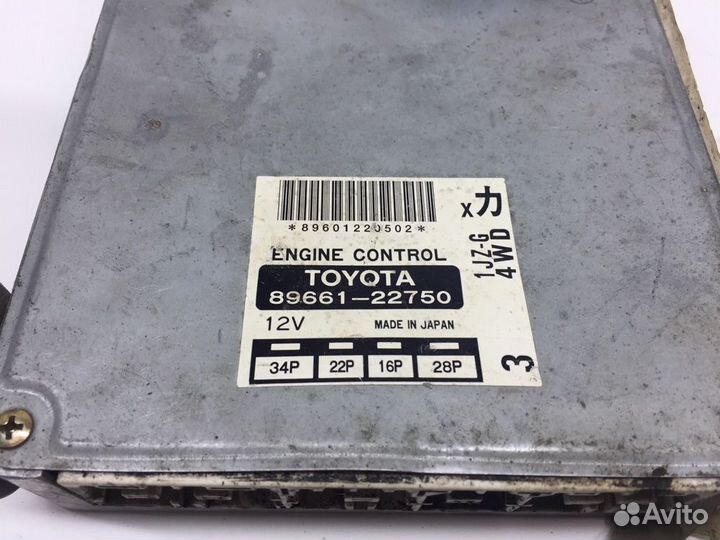 *89601220502*
ENGINE CONTROL
TOYOTA
89661-22750
12V MADE IN JAPAN
34P 22P 16P 28P
xカ
1JZ-G
4WD
3
Avito